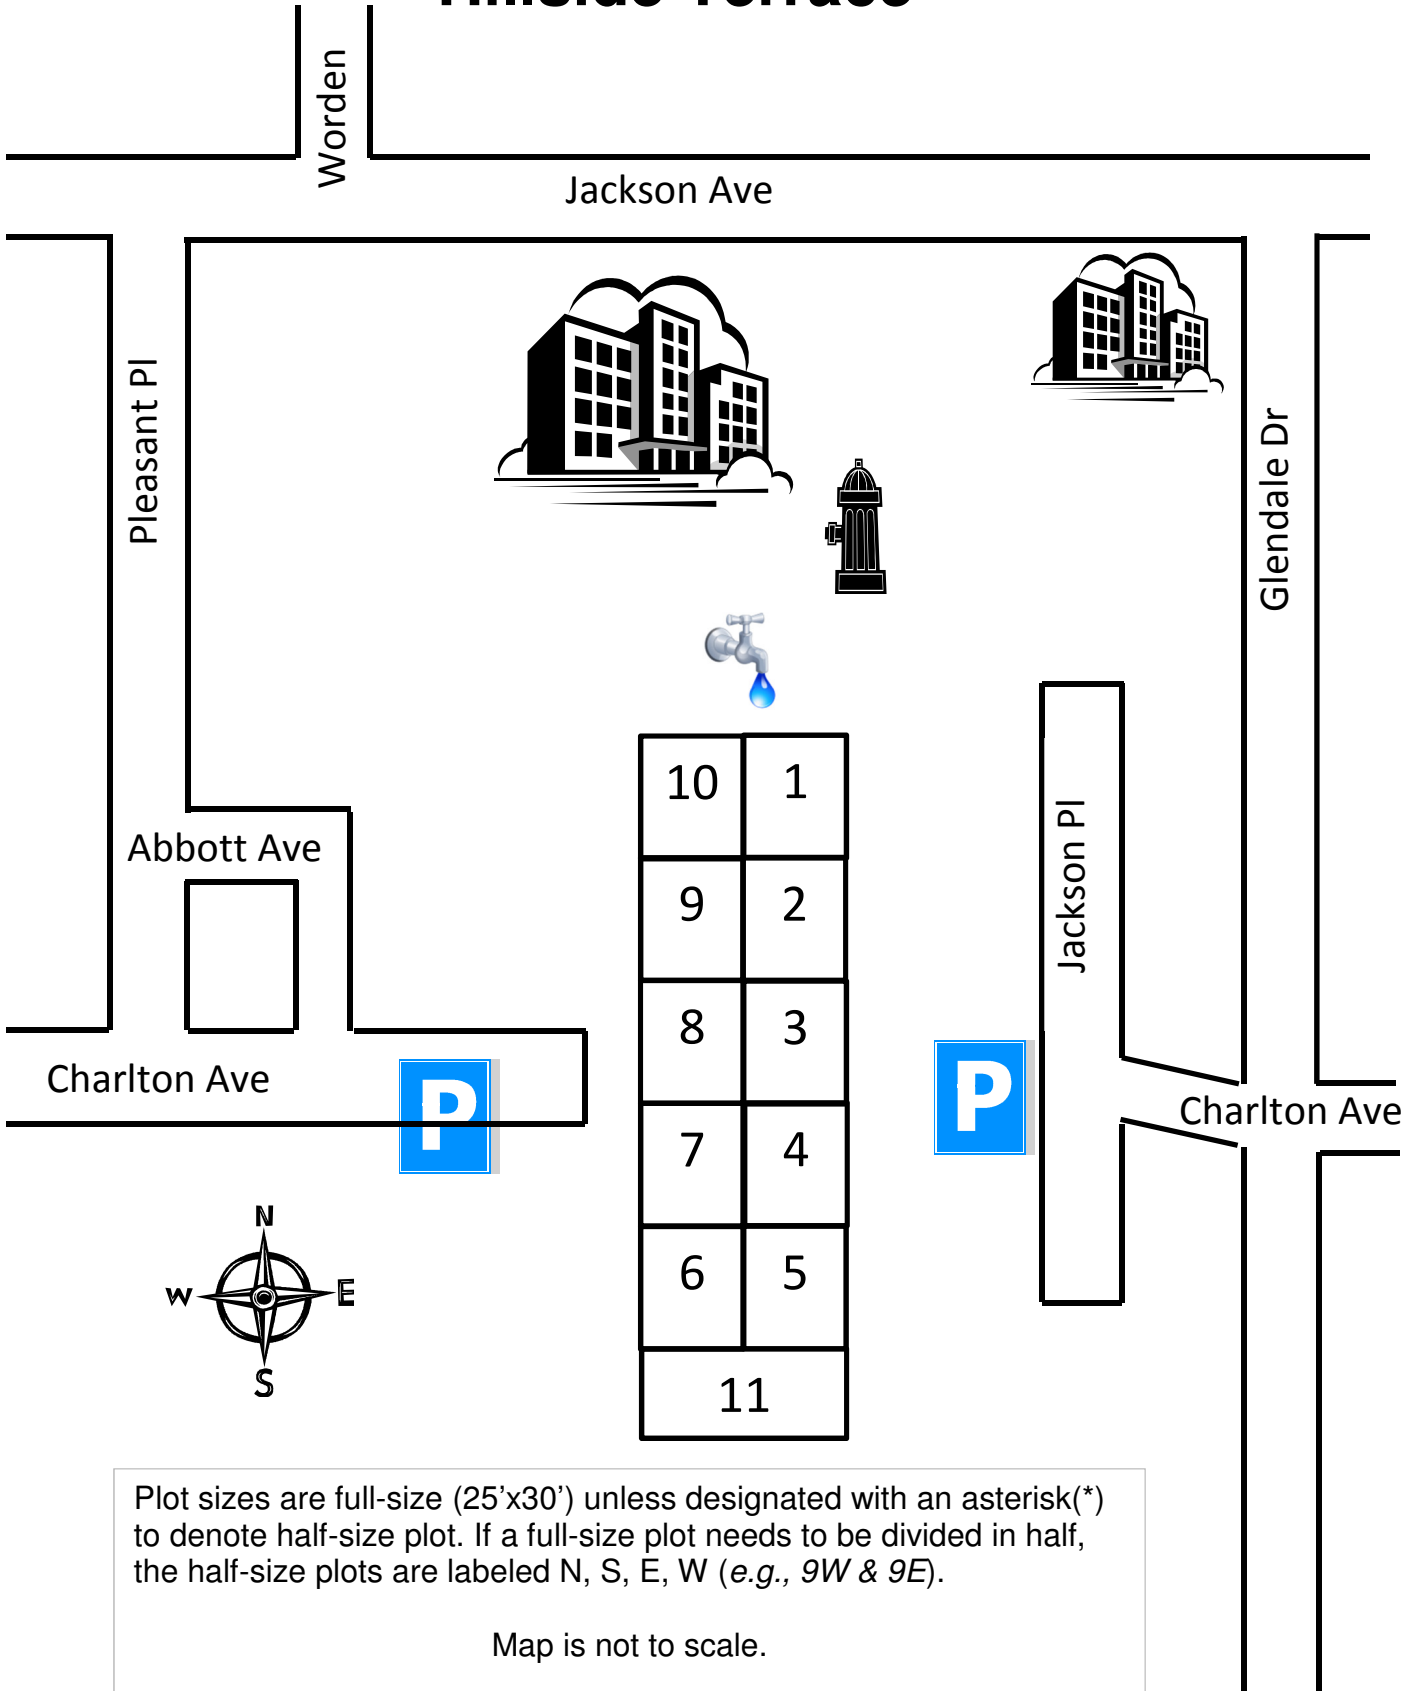 Hillside Terrace
Worden
Jackson Ave
Pleasant Pl
Glendale Dr
10 1
Abbott Ave
9 2
Jackson Pl
8 3
Charlton Ave
P
P
Charlton Ave
7 4
N
W E
S
6 5
11
Plot sizes are full-size (25’x30’) unless designated with an asterisk(*)
to denote half-size plot. If a full-size plot needs to be divided in half,
the half-size plots are labeled N, S, E, W (e.g., 9W & 9E).
Map is not to scale.